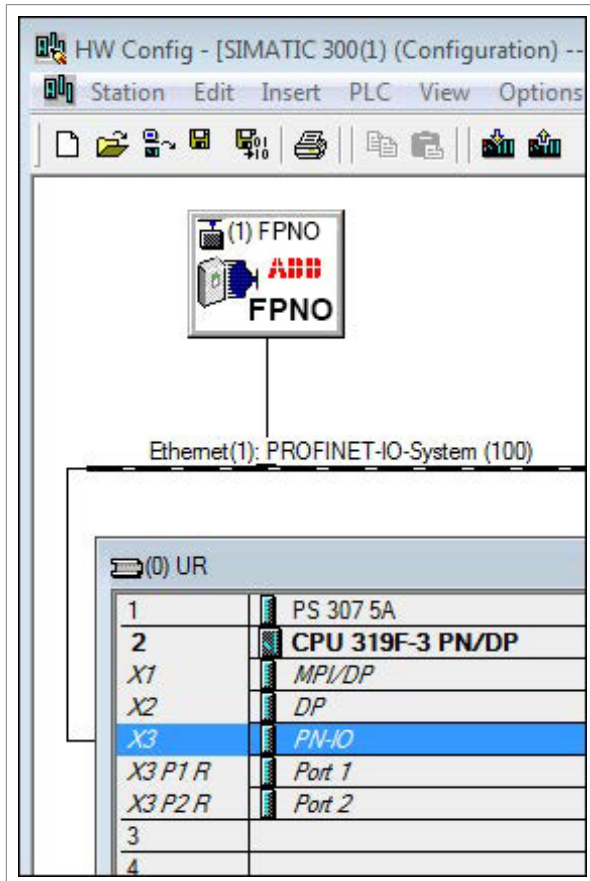 HW Config - [SIMATIC 300(1) (Configuration) --
Station Edit Insert PLC View Options
(1) FPNO
ABB
FPNO
Ethernet(1): PROFINET-IO-System (100)
(0) UR
1 PS 307 5A
2 CPU 319F-3 PN/DP
X1 MPI/DP
X2 DP
X3 PN-IO
X3 P1 R Port 1
X3 P2 R Port 2
3
4